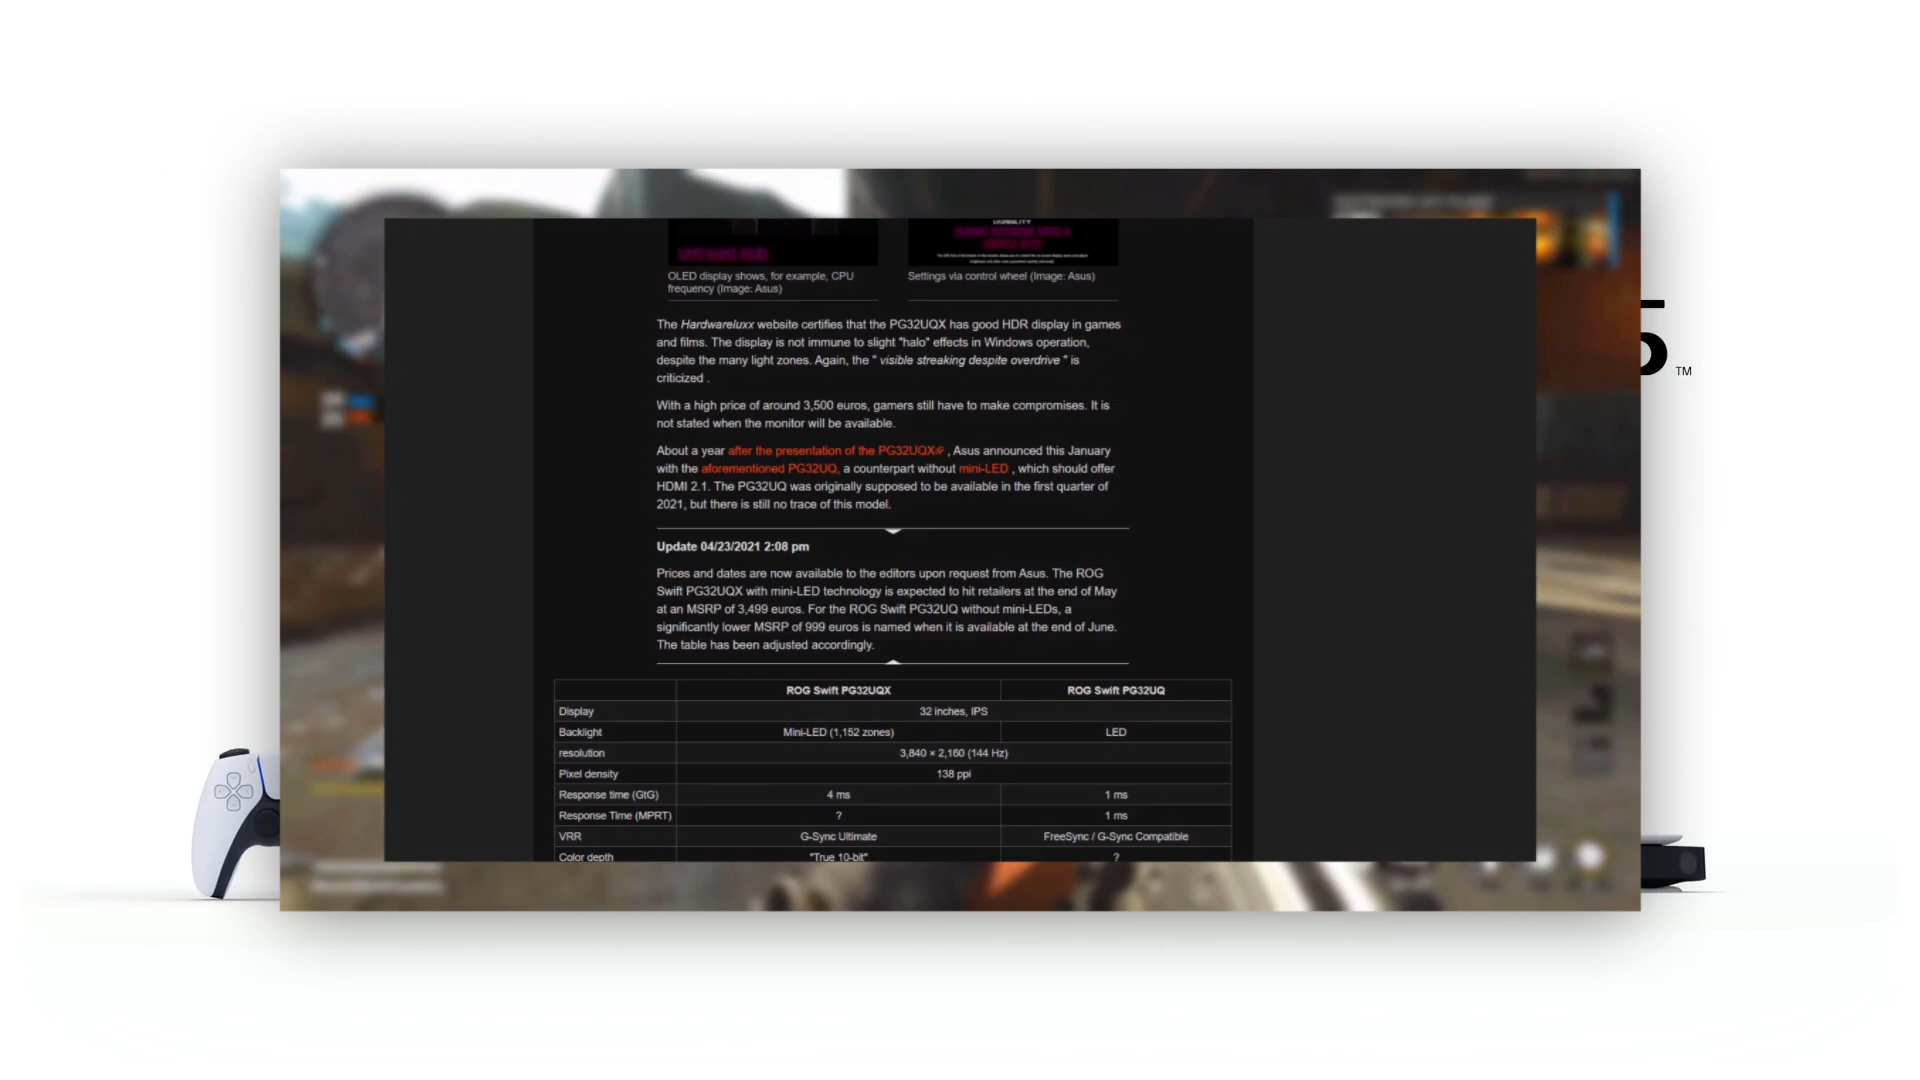 USABILITY
OLED display shows, for example, CPU
frequency (Image: Asus)
Settings via control wheel (Image: Asus)
The Hardwareluxx website certifies that the PG32UQX has good HDR display in games
and films. The display is not immune to slight "halo" effects in Windows operation,
despite the many light zones. Again, the " visible streaking despite overdrive " is
criticized .
With a high price of around 3,500 euros, gamers still have to make compromises. It is
not stated when the monitor will be available.
About a year after the presentation of the PG32UQX , Asus announced this January
with the aforementioned PG32UQ, a counterpart without mini-LED , which should offer
HDMI 2.1. The PG32UQ was originally supposed to be available in the first quarter of
2021, but there is still no trace of this model.
Update 04/23/2021 2:08 pm
Prices and dates are now available to the editors upon request from Asus. The ROG
Swift PG32UQX with mini-LED technology is expected to hit retailers at the end of May
at an MSRP of 3,499 euros. For the ROG Swift PG32UQ without mini-LEDs, a
significantly lower MSRP of 999 euros is named when it is available at the end of June.
The table has been adjusted accordingly.
ROG Swift PG32UQX ROG Swift PG32UQ
Display 32 inches, IPS
Backlight Mini-LED (1,152 zones) LED
resolution 3,840 × 2,160 (144 Hz)
Pixel density 138 ppi
Response time (GtG) 4 ms 1 ms
Response Time (MPRT) ? 1 ms
VRR G-Sync Ultimate FreeSync / G-Sync Compatible
Color depth "True 10-bit" ?
5 TM